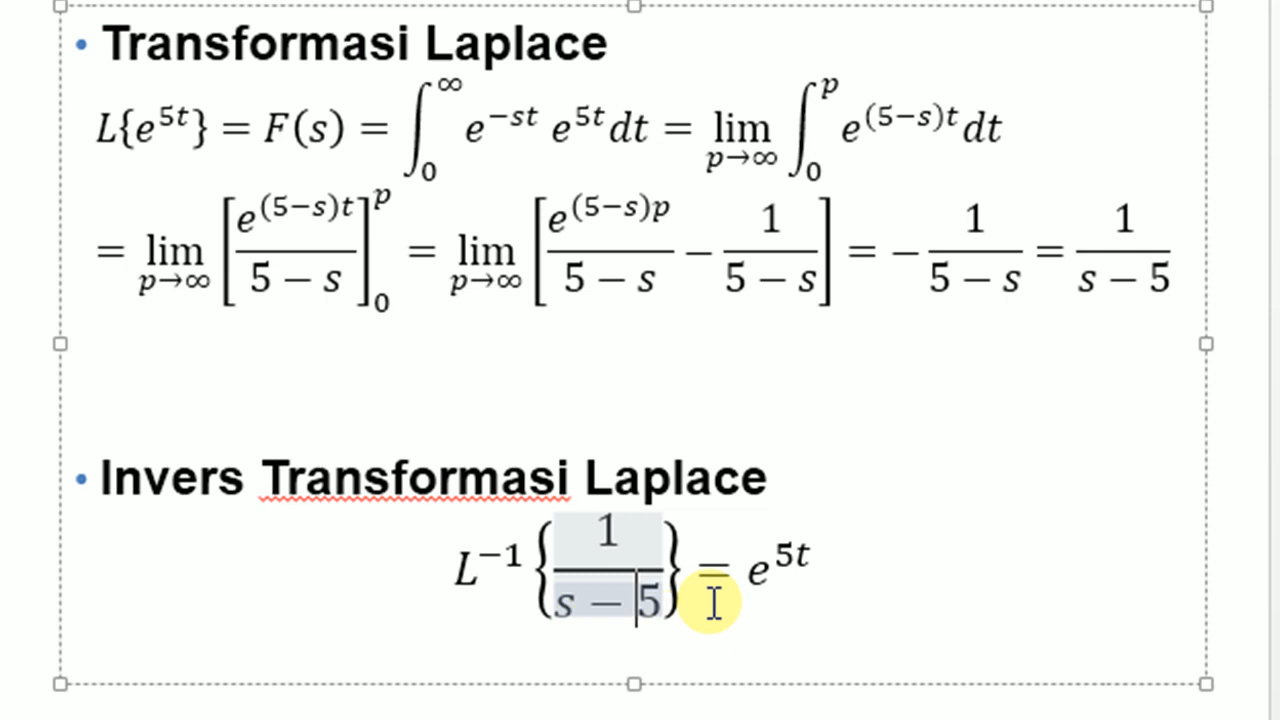 • Transformasi Laplace
L{e^{5t}} = F(s) = ∫_0^∞ e^{-st} e^{5t} dt = lim_{p→∞} ∫_0^p e^{(5-s)t} dt
= lim_{p→∞} [e^{(5-s)t}/(5-s)]_0^p = lim_{p→∞} [e^{(5-s)p}/(5-s) - 1/(5-s)] = -1/(5-s) = 1/(s-5)
• Invers Transformasi Laplace
L^{-1}{1/(s-5)} = e^{5t}